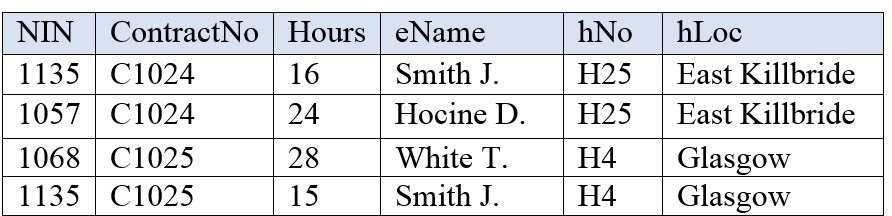 NIN ContractNo Hours eName hNo hLoc
1135 C1024 16 Smith J. H25 East Killbride
1057 C1024 24 Hocine D. H25 East Killbride
1068 C1025 28 White T. H4 Glasgow
1135 C1025 15 Smith J. H4 Glasgow